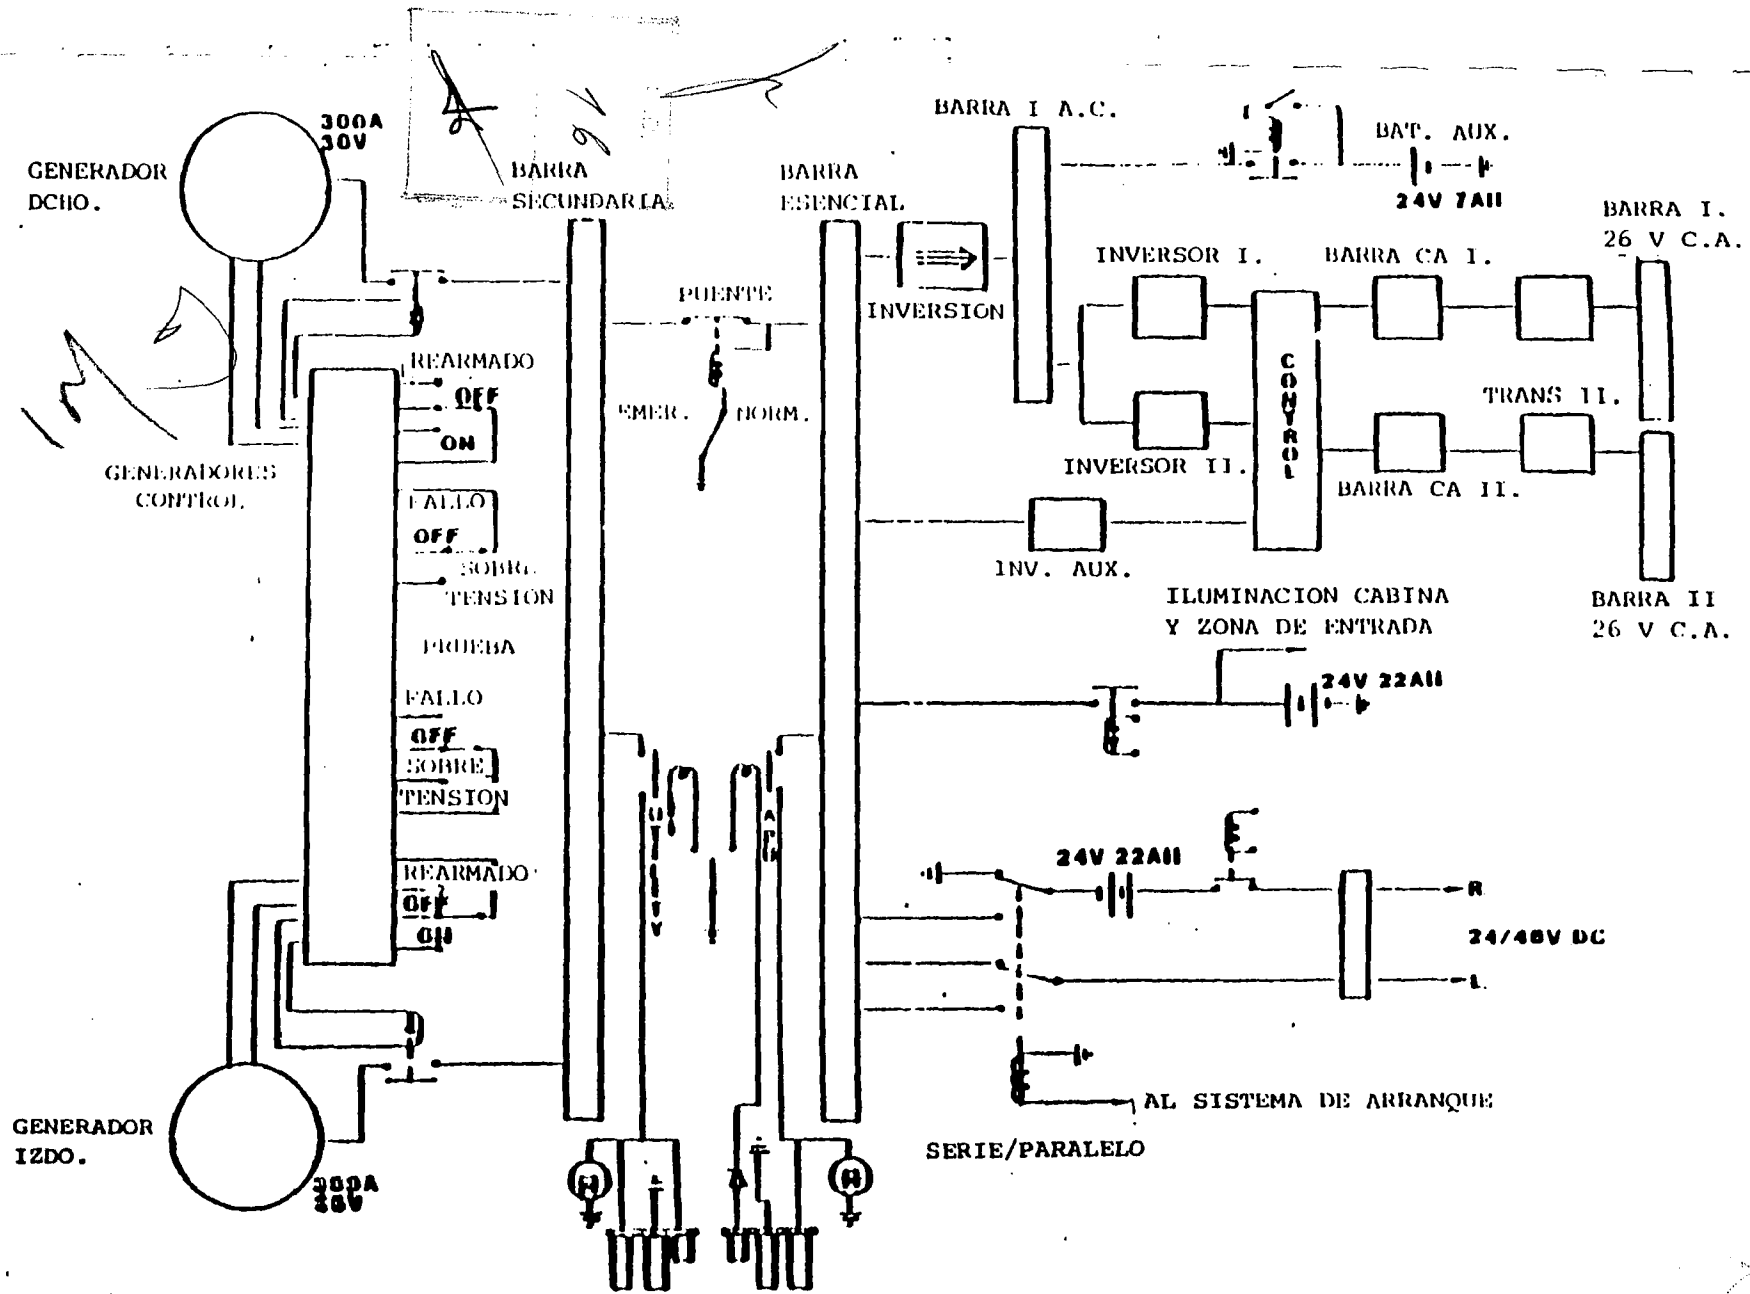 300A
30V
GENERADOR
DCHO.
BARRA
SECUNDARIA
BARRA
ESENCIAL
BARRA I A.C.
BAT. AUX.
24V 7AH
BARRA I.
26 V C.A.
INVERSOR I.
BARRA CA I.
PUENTE
INVERSION
REARMADO
OFF
ON
EMER.
NORM.
CONTROL
TRANS II.
GENERADORES
CONTROL
INVERSOR II.
BARRA CA II.
FALLO
OFF
SOBRE
TENSION
INV. AUX.
ILUMINACION CABINA
Y ZONA DE ENTRADA
BARRA II
26 V C.A.
PRUEBA
FALLO
24V 22AH
OFF
SOBRE
TENSION
UTILITY
REARMADO
OFF
ON
24V 22AH
R
24/48V DC
L
AL SISTEMA DE ARRANQUE
SERIE/PARALELO
GENERADOR
IZDO.
300A